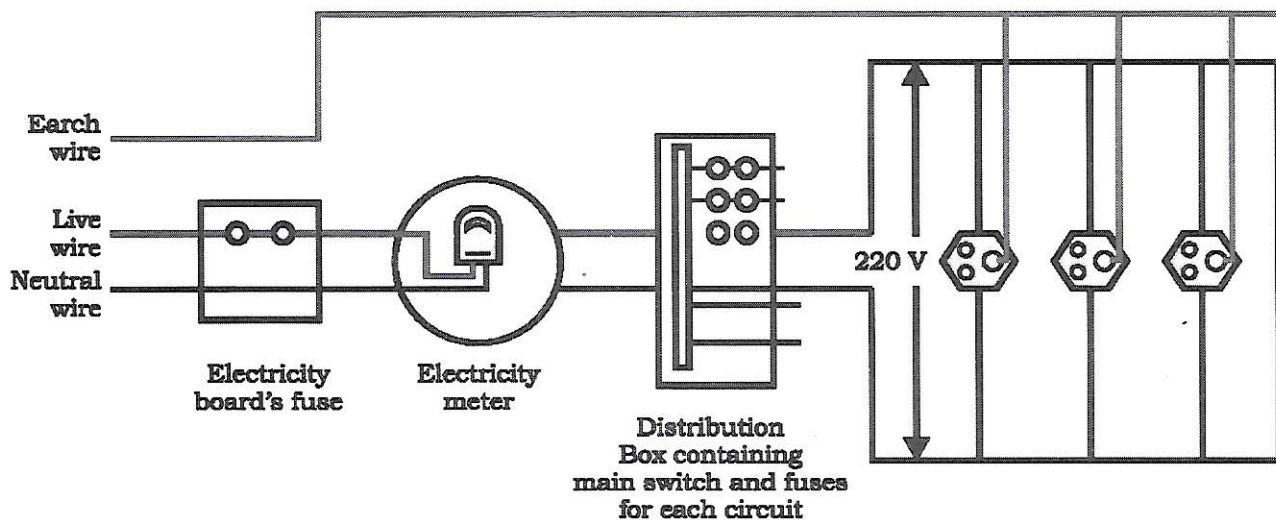 Earch
wire
Live
wire
Neutral
wire
220 V
Electricity
board's fuse
Electricity
meter
Distribution
Box containing
main switch and fuses
for each circuit